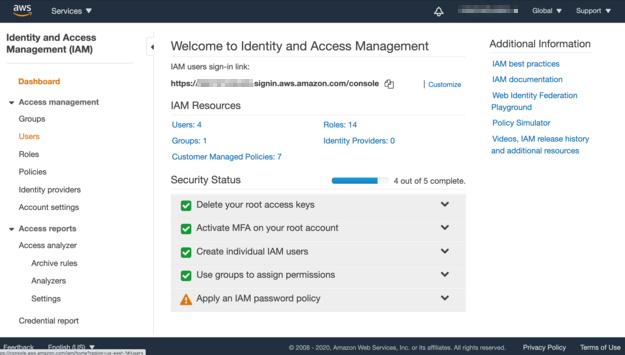 aws
Services
Global
Support
Identity and Access
Management (IAM)
Dashboard
Access management
Groups
Users
Roles
Policies
Identity providers
Account settings
Access reports
Access analyzer
Archive rules
Analyzers
Settings
Credential report
Welcome to Identity and Access Management
IAM users sign-in link:
https:/ signin.aws.amazon.com/console
Customize
IAM Resources
Users: 4
Roles: 14
Groups: 1
Identity Providers: 0
Customer Managed Policies: 7
Security Status
4 out of 5 complete.
Delete your root access keys
Activate MFA on your root account
Create individual IAM users
Use groups to assign permissions
Apply an IAM password policy
Additional Information
IAM best practices
IAM documentation
Web Identity Federation
Playground
Policy Simulator
Videos, IAM release history
and additional resources
Feedback
English (US)
© 2008 - 2020, Amazon Web Services, Inc. or its affiliates. All rights reserved.
Privacy Policy
Terms of Use